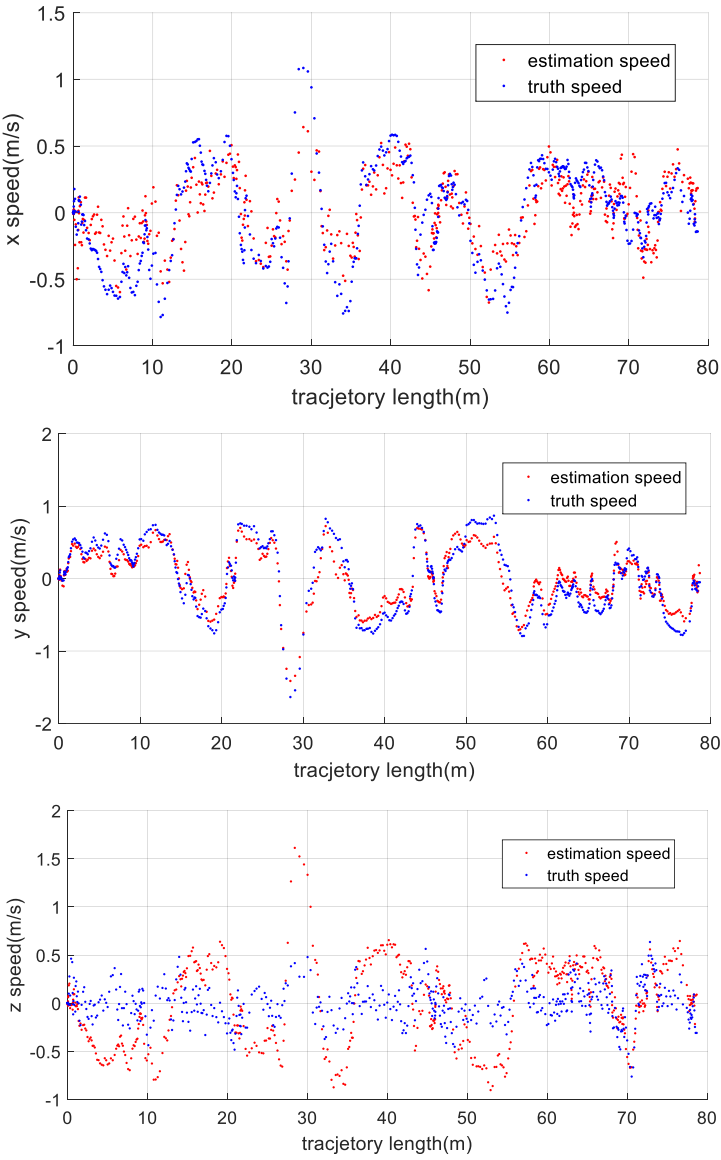 1.5
1
0.5
0
-0.5
-1
x speed(m/s)
estimation speed
truth speed
0 10 20 30 40 50 60 70 80
tracjetory length(m)
2
1
0
-1
-2
y speed(m/s)
estimation speed
truth speed
0 10 20 30 40 50 60 70 80
tracjetory length(m)
2
1.5
1
0.5
0
-0.5
-1
z speed(m/s)
estimation speed
truth speed
0 10 20 30 40 50 60 70 80
tracjetory length(m)